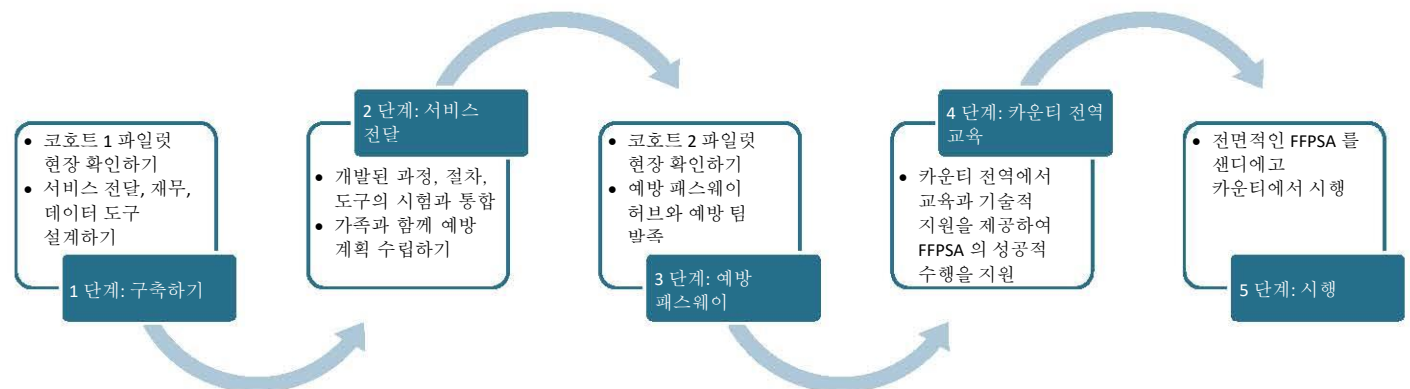 • 코호트 1 파일럿
현장 확인하기
• 서비스 전달, 재무,
데이터 도구
설계하기
1 단계: 구축하기
2 단계: 서비스
전달
• 개발된 과정, 절차,
도구의 시험과 통합
• 가족과 함께 예방
계획 수립하기
• 코호트 2 파일럿
현장 확인하기
• 예방 패스웨이
허브와 예방 팀
발족
3 단계: 예방
패스웨이
4 단계: 카운티 전역
교육
• 카운티 전역에서
교육과 기술적
지원을 제공하여
FFPSA 의 성공적
수행을 지원
• 전면적인 FFPSA 를
샌디에고
카운티에서 시행
5 단계: 시행